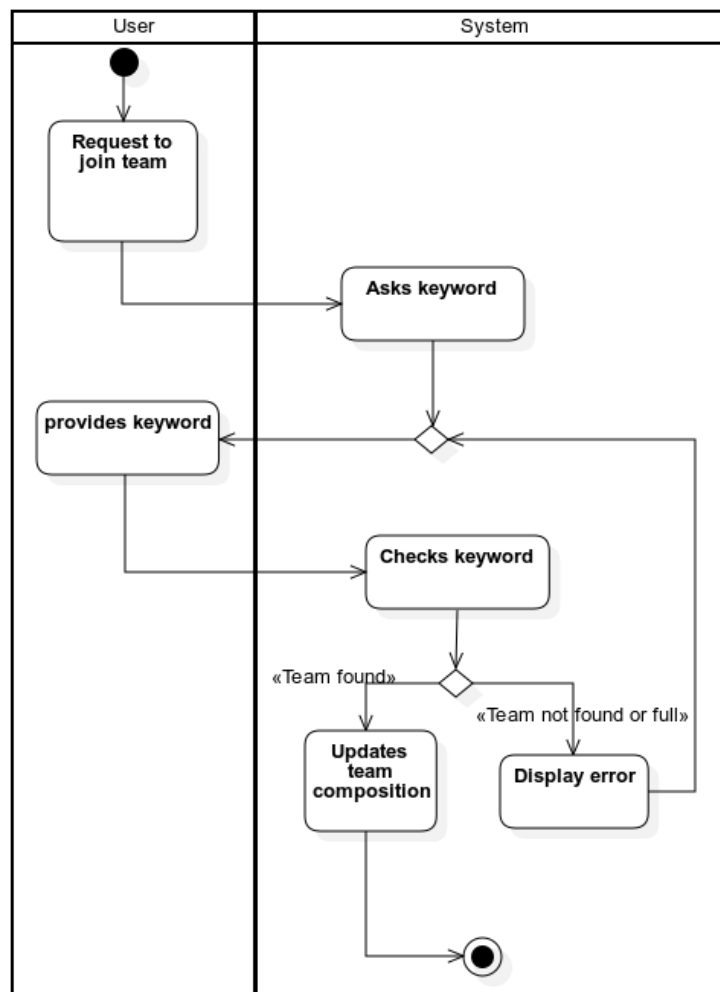 User
System
Request to
join team
Asks keyword
provides keyword
Checks keyword
«Team found»
«Team not found or full»
Updates
team
composition
Display error